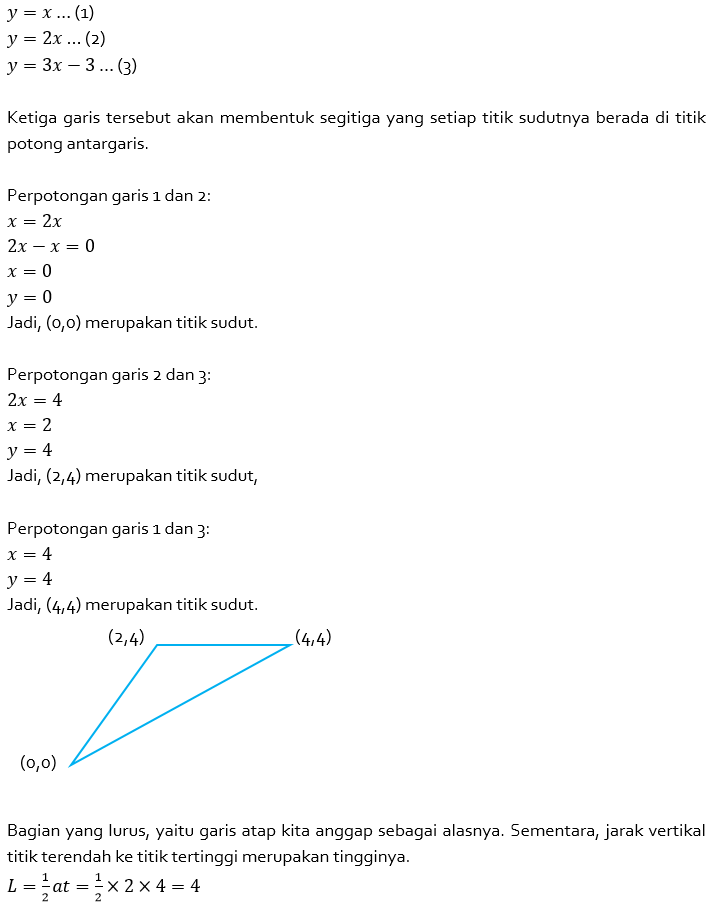 y = x ... (1)
y = 2x ... (2)
y = 3x − 3 ... (3)
Ketiga garis tersebut akan membentuk segitiga yang setiap titik sudutnya berada di titik
potong antargaris.
Perpotongan garis 1 dan 2:
x = 2x
2x − x = 0
x = 0
y = 0
Jadi, (0,0) merupakan titik sudut.
Perpotongan garis 2 dan 3:
2x = 4
x = 2
y = 4
Jadi, (2,4) merupakan titik sudut,
Perpotongan garis 1 dan 3:
x = 4
y = 4
Jadi, (4,4) merupakan titik sudut.
(2,4) (4,4)
(0,0)
Bagian yang lurus, yaitu garis atap kita anggap sebagai alasnya. Sementara, jarak vertikal
titik terendah ke titik tertinggi merupakan tingginya.
L = 1/2 at = 1/2 × 2 × 4 = 4